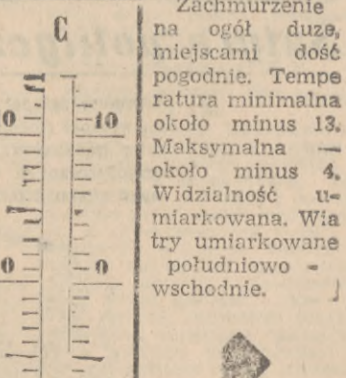 C
0 10
0 0
Zachmurzenie
na ogół duże,
miejscami dość
pogodnie. Tempe
ratura minimalna
około minus 13.
Maksymalna —
około minus 4.
Widzialność u-
miarkowana. Wia
try umiarkowane
południowo -
wschodnie.